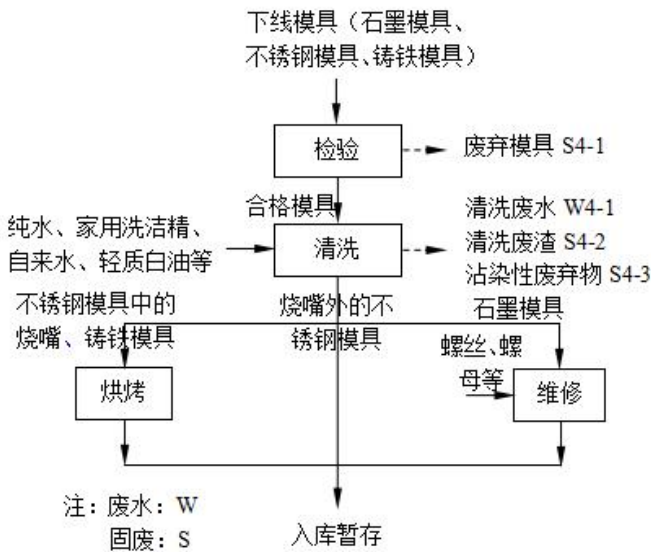 下线模具（石墨模具、
不锈钢模具、铸铁模具）
检验
废弃模具 S4-1
合格模具
纯水、家用洗洁精、
自来水、轻质白油等
清洗
清洗废水 W4-1
清洗废渣 S4-2
沾染性废弃物 S4-3
不锈钢模具中的
烧嘴、铸铁模具
烧嘴外的不
锈钢模具
石墨模具
螺丝、螺
母等
烘烤
维修
注：废水：W
固废：S
入库暂存